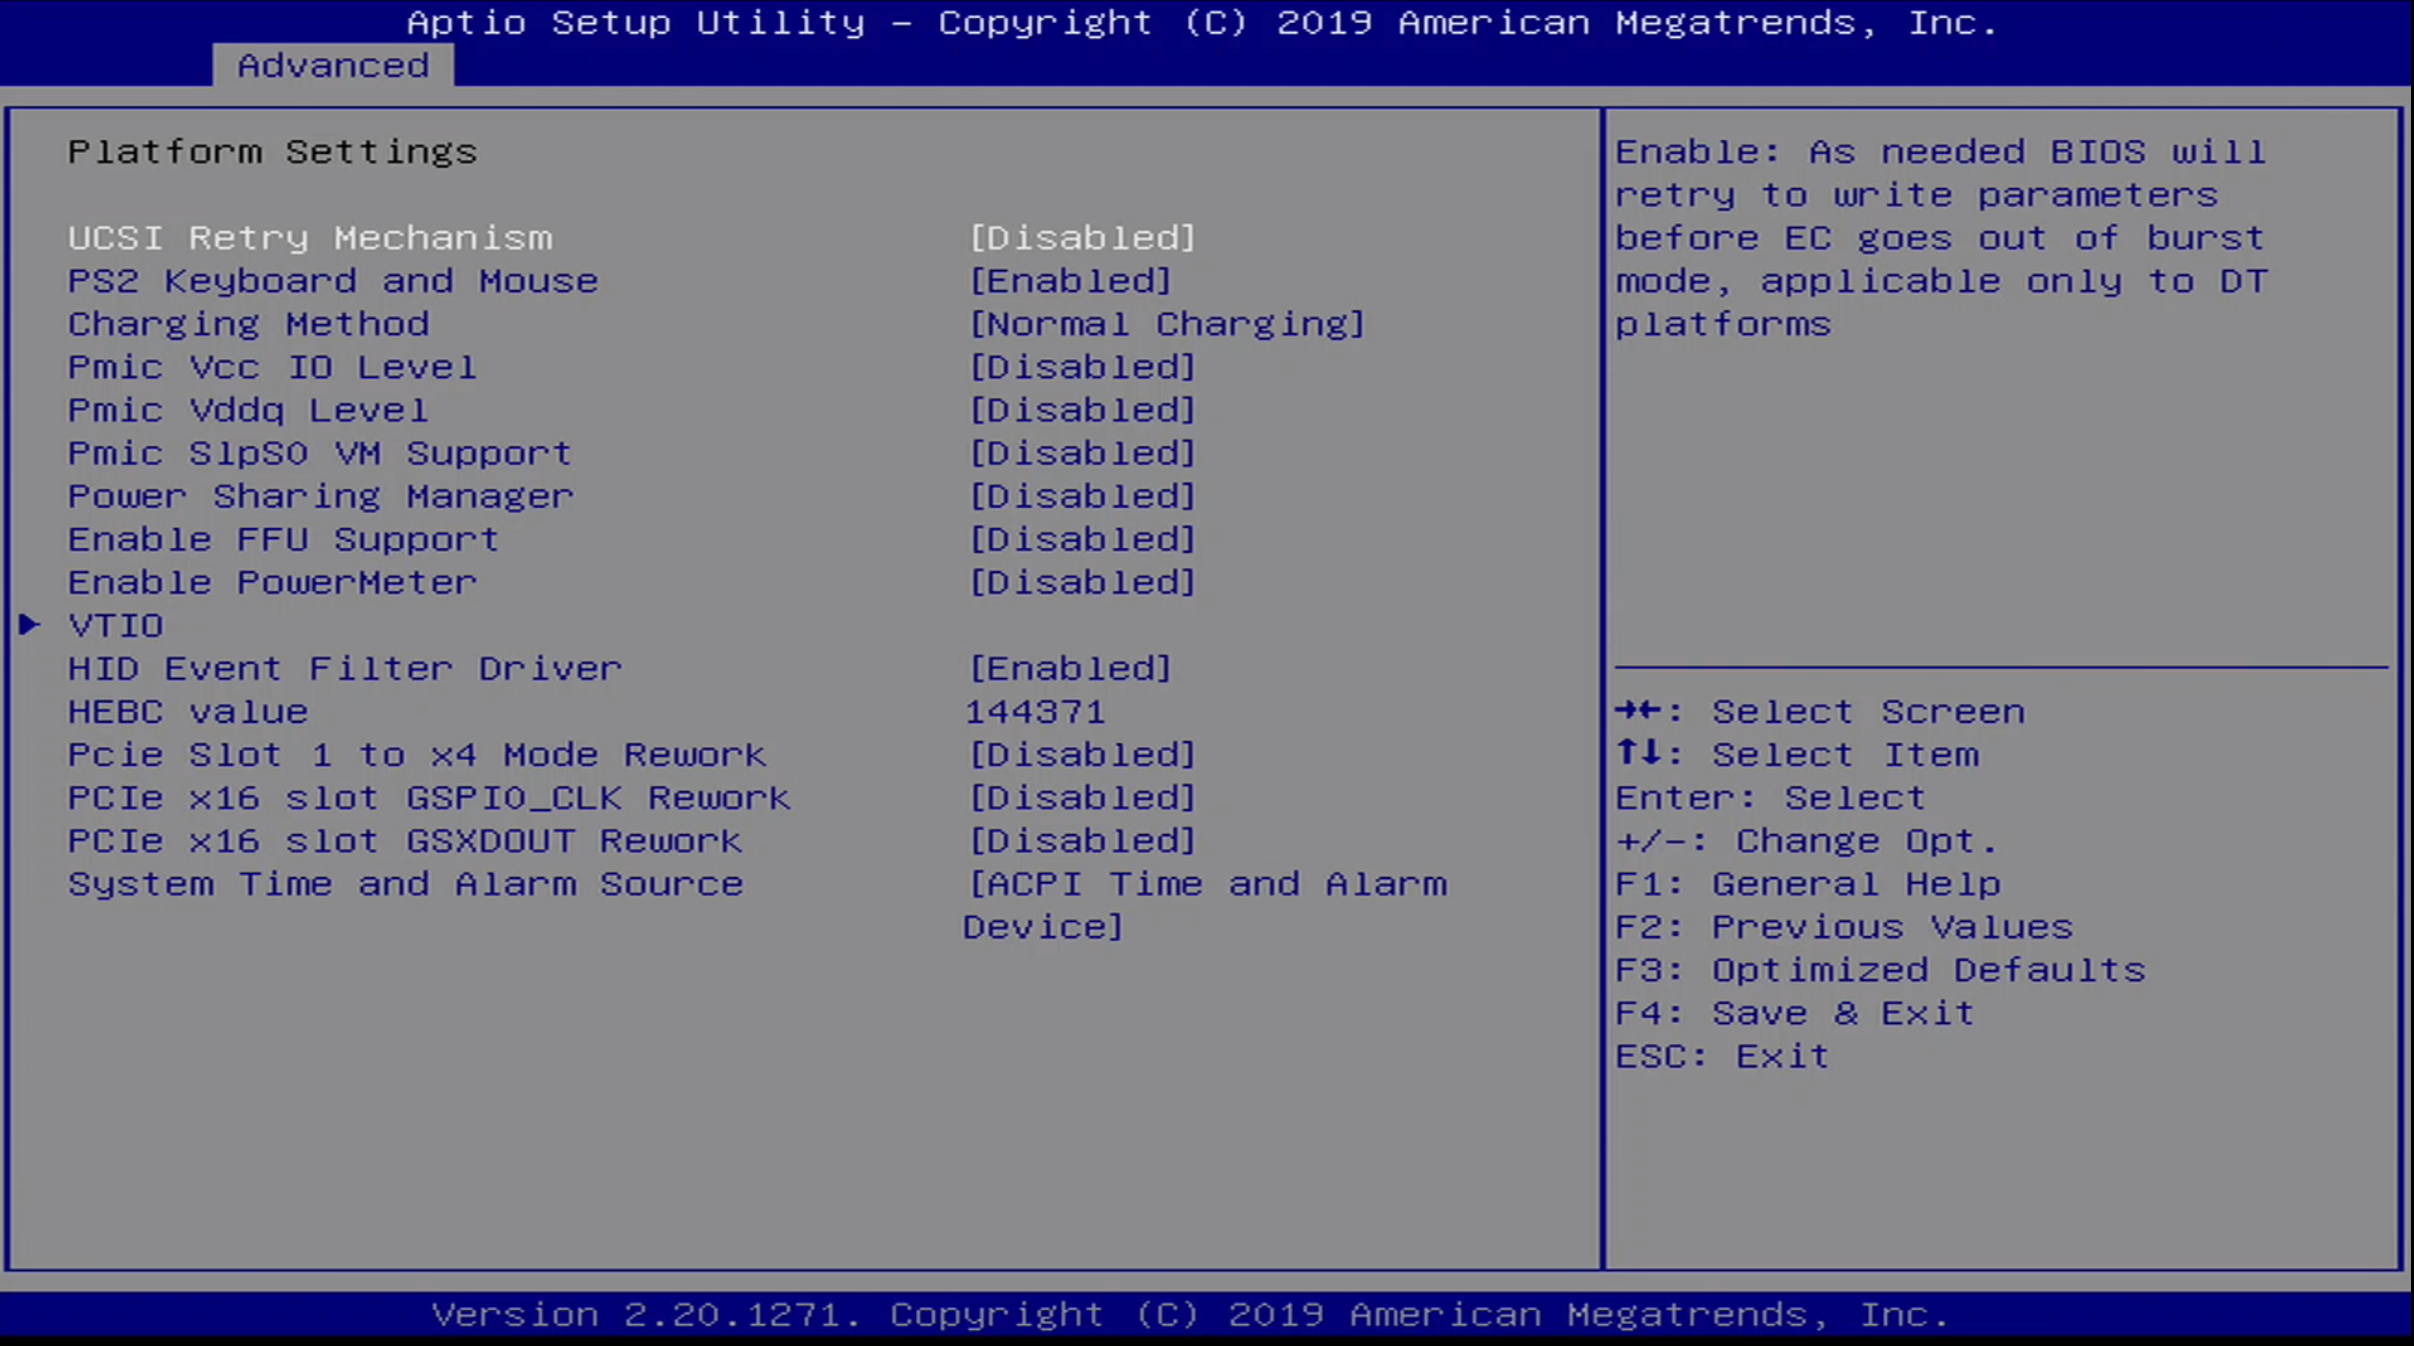 Aptio Setup Utility – Copyright (C) 2019 American Megatrends, Inc.
Advanced
Platform Settings
UCSI Retry Mechanism [Disabled]
PS2 Keyboard and Mouse [Enabled]
Charging Method [Normal Charging]
Pmic Vcc IO Level [Disabled]
Pmic Vddq Level [Disabled]
Pmic SlpS0 VM Support [Disabled]
Power Sharing Manager [Disabled]
Enable FFU Support [Disabled]
Enable PowerMeter [Disabled]
► VTIO
HID Event Filter Driver [Enabled]
HEBC value 144371
Pcie Slot 1 to x4 Mode Rework [Disabled]
PCIe x16 slot GSPI0_CLK Rework [Disabled]
PCIe x16 slot GSXDOUT Rework [Disabled]
System Time and Alarm Source [ACPI Time and Alarm
Device]
Enable: As needed BIOS will
retry to write parameters
before EC goes out of burst
mode, applicable only to DT
platforms
→←: Select Screen
↑↓: Select Item
Enter: Select
+/-: Change Opt.
F1: General Help
F2: Previous Values
F3: Optimized Defaults
F4: Save & Exit
ESC: Exit
Version 2.20.1271. Copyright (C) 2019 American Megatrends, Inc.